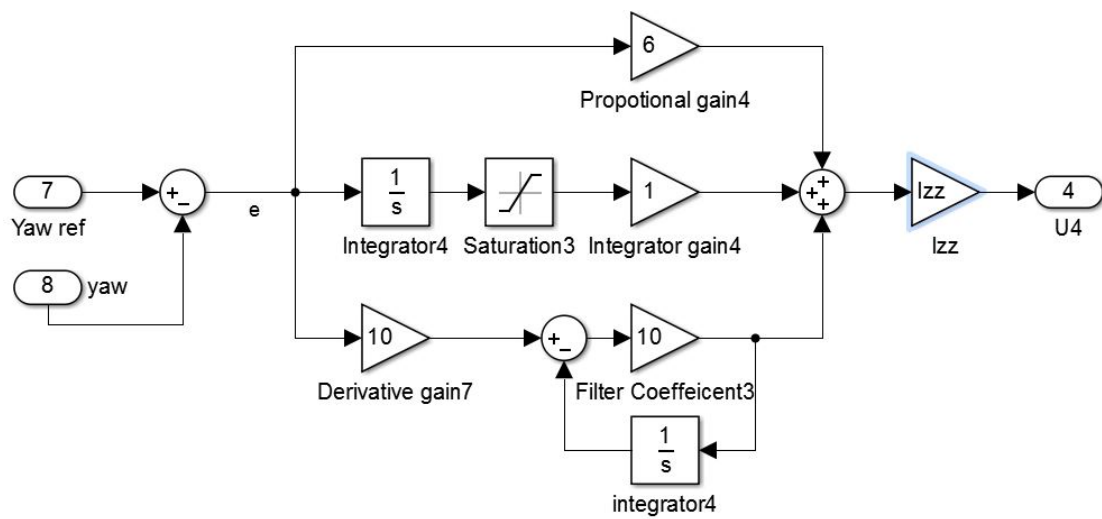 6
Propotional gain4
7
Yaw ref
+
−
e
1
s
Integrator4
Saturation3
1
Integrator gain4
+
+
+
Izz
Izz
4
U4
8
yaw
10
Derivative gain7
+
−
10
Filter Coeffeicent3
1
s
integrator4